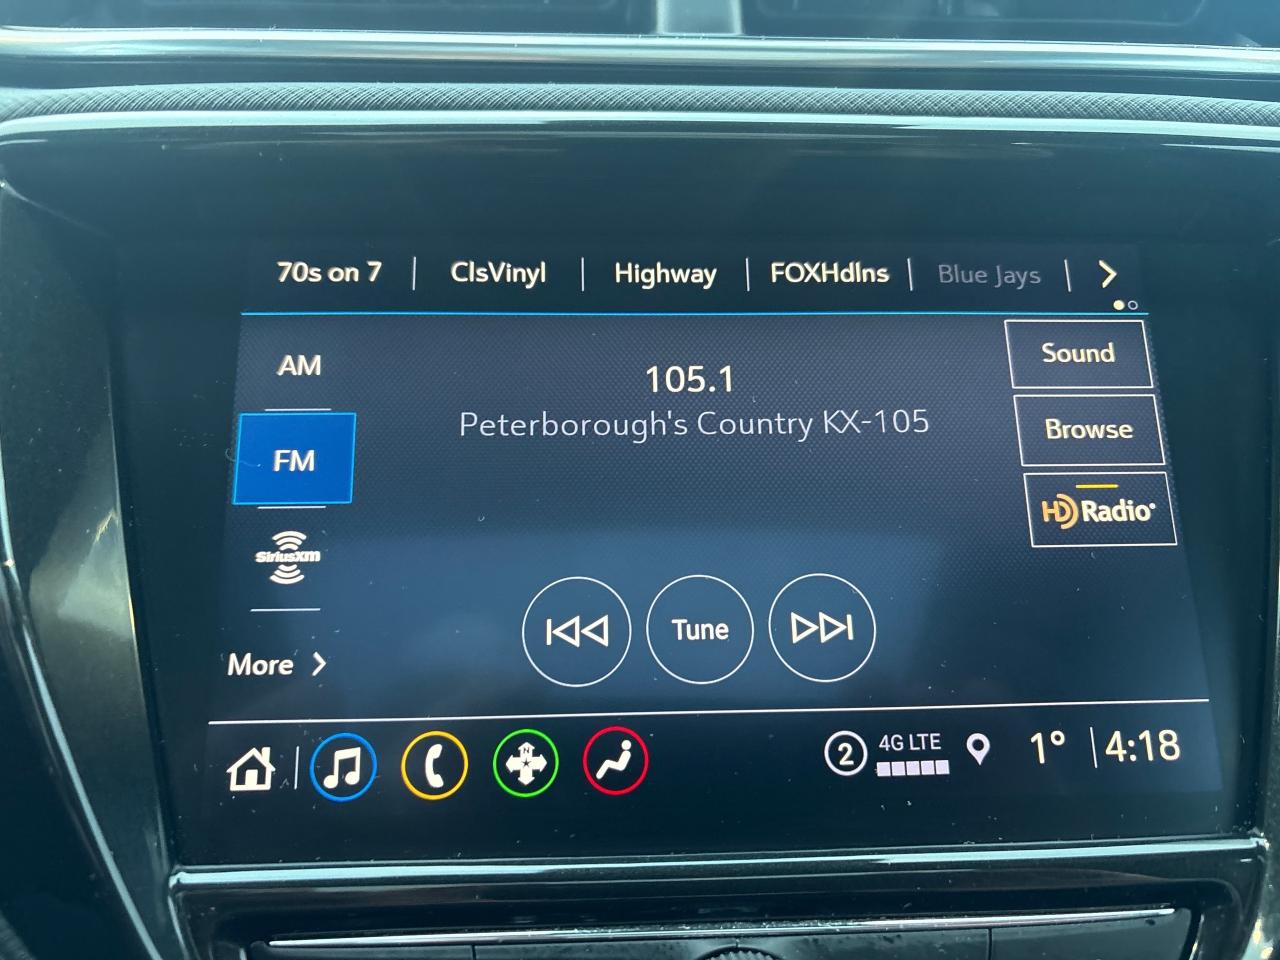 70s on 7 | ClsVinyl | Highway | FOXHdlns | Blue Jays |
AM
105.1
Sound
Peterborough's Country KX-105
Browse
FM
HD Radio
SiriusXM
Tune
More
N
2 4G LTE 1° 4:18